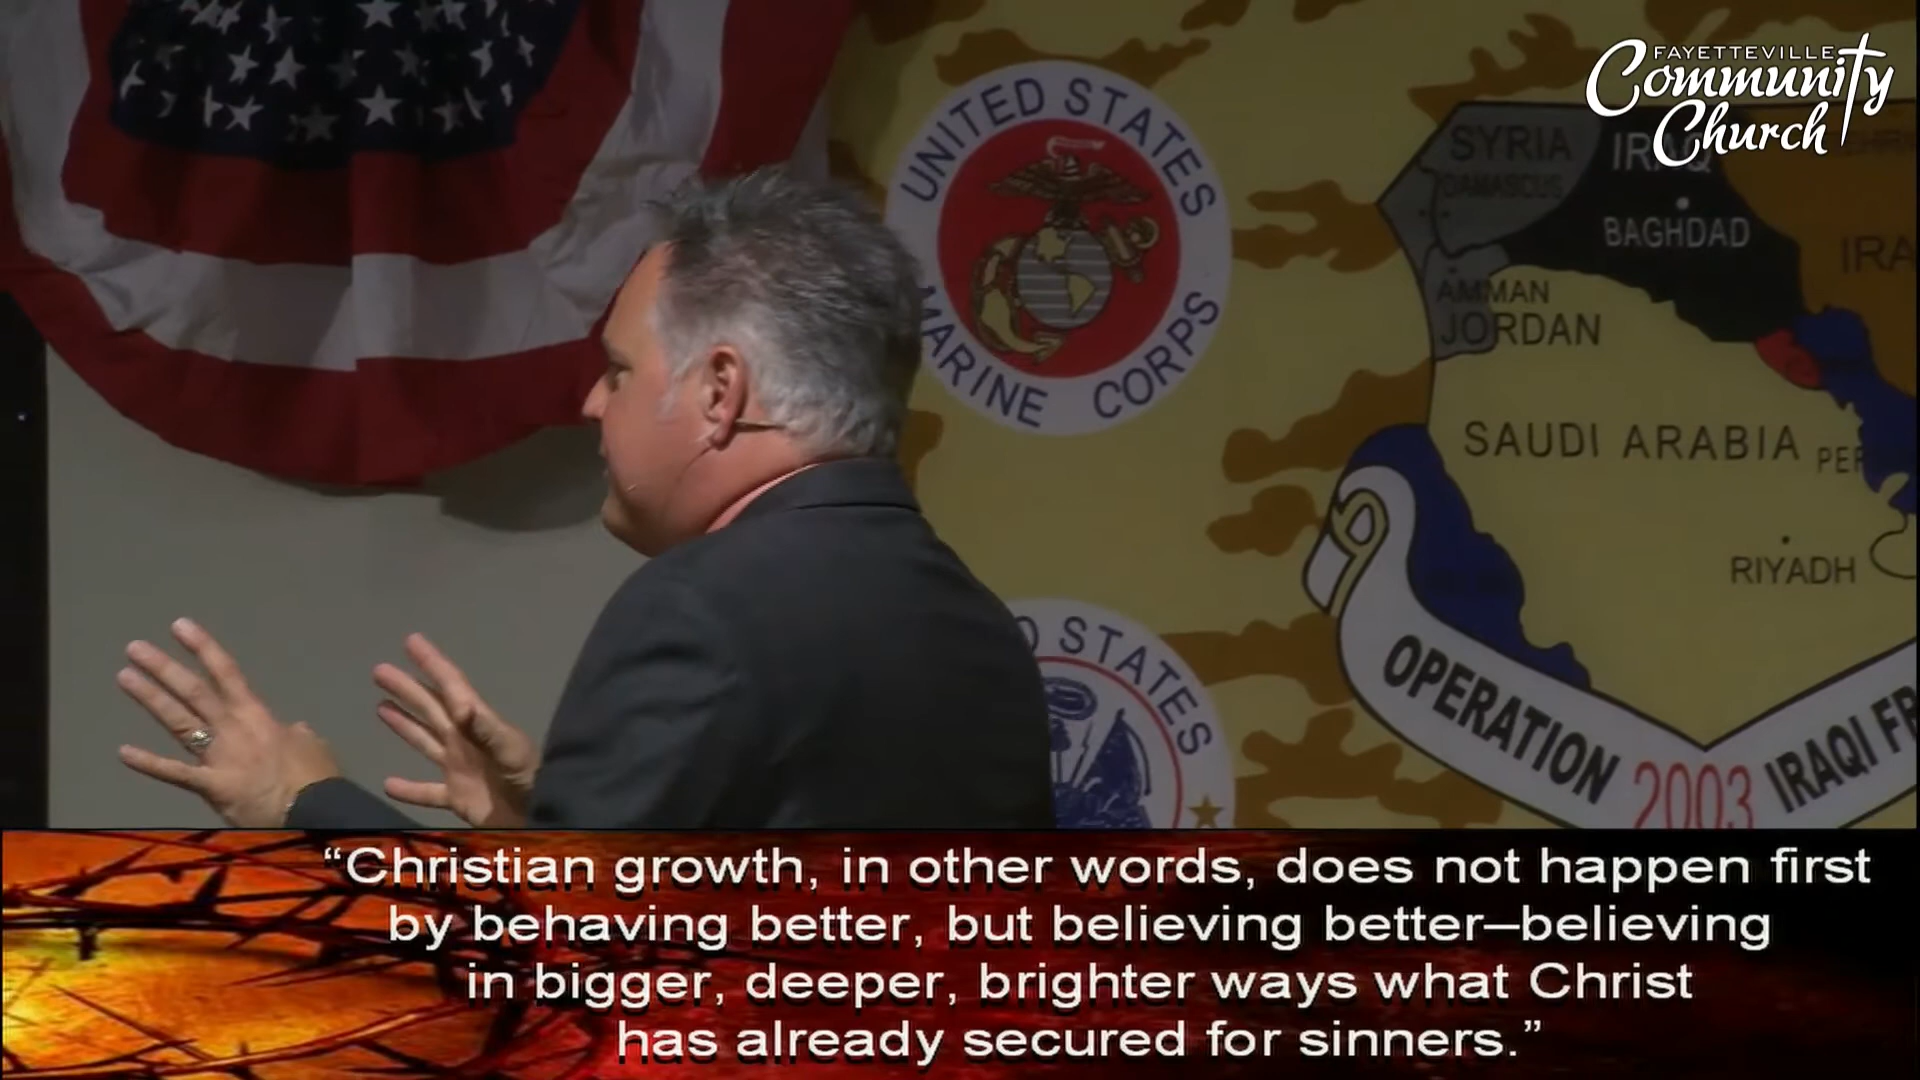 FAYETTEVILLE
Community
Church
UNITED STATES
MARINE CORPS
SYRIA
DAMASCUS
IRAQ
BAGHDAD
AMMAN
JORDAN
SAUDI ARABIA
RIYADH
STATES
OPERATION 2003 IRAQI FR
“Christian growth, in other words, does not happen first
by behaving better, but believing better—believing
in bigger, deeper, brighter ways what Christ
has already secured for sinners.”